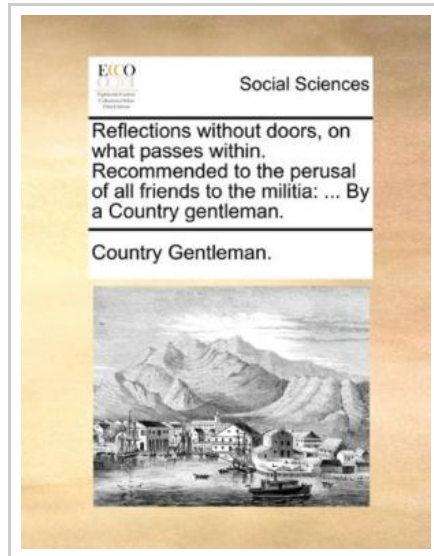 ECCO
Social Sciences
Reflections without doors, on
what passes within.
Recommended to the perusal
of all friends to the militia: ... By
a Country gentleman.
Country Gentleman.